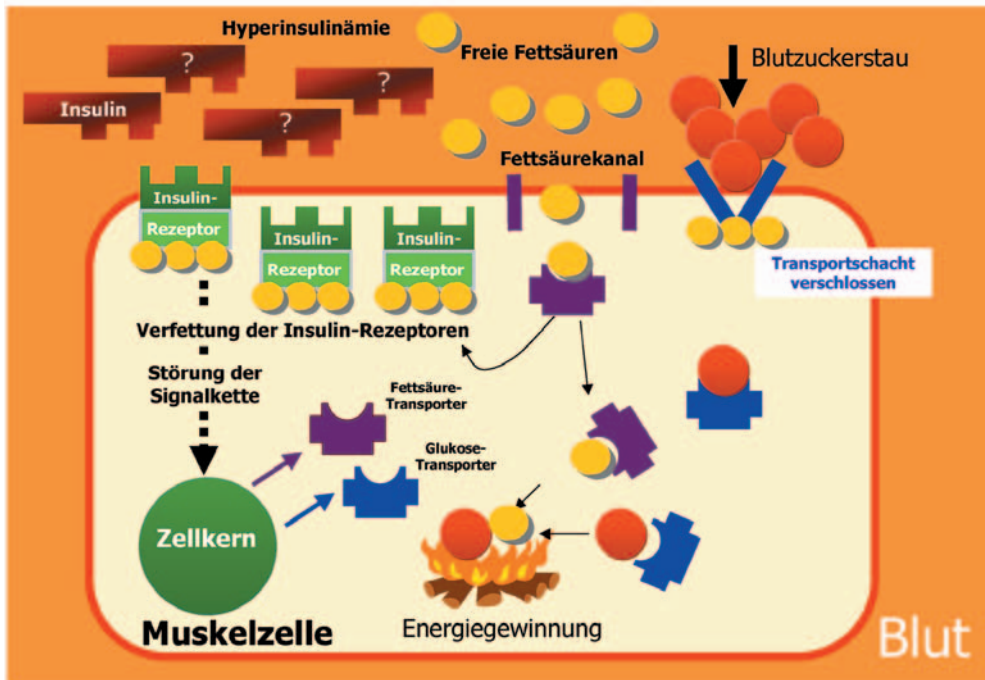 Hyperinsulinämie
Freie Fettsäuren
Blutzuckerstau
?
Insulin
?
?
Fettsäurekanal
Insulin-
Rezeptor
Insulin-
Rezeptor
Insulin-
Rezeptor
Transportschacht
verschlossen
Verfettung der Insulin-Rezeptoren
Störung der
Signalkette
Fettsäure-
Transporter
Glukose-
Transporter
Zellkern
Muskelzelle
Energiegewinnung
Blut